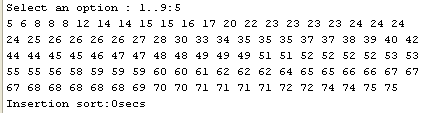 Select an option : 1..9:5
5 6 8 8 8 12 14 14 15 15 16 17 20 22 23 23 23 23 24 24 24
24 25 26 26 26 26 27 28 30 33 34 35 35 35 37 37 38 39 40 42
44 44 45 45 46 47 47 48 48 49 49 49 51 51 52 52 52 52 53 53
55 55 56 58 59 59 59 60 60 61 62 62 62 64 65 65 66 66 67 67
67 68 68 68 68 69 70 70 71 71 71 71 72 72 74 74 75 75
Insertion sort:0secs